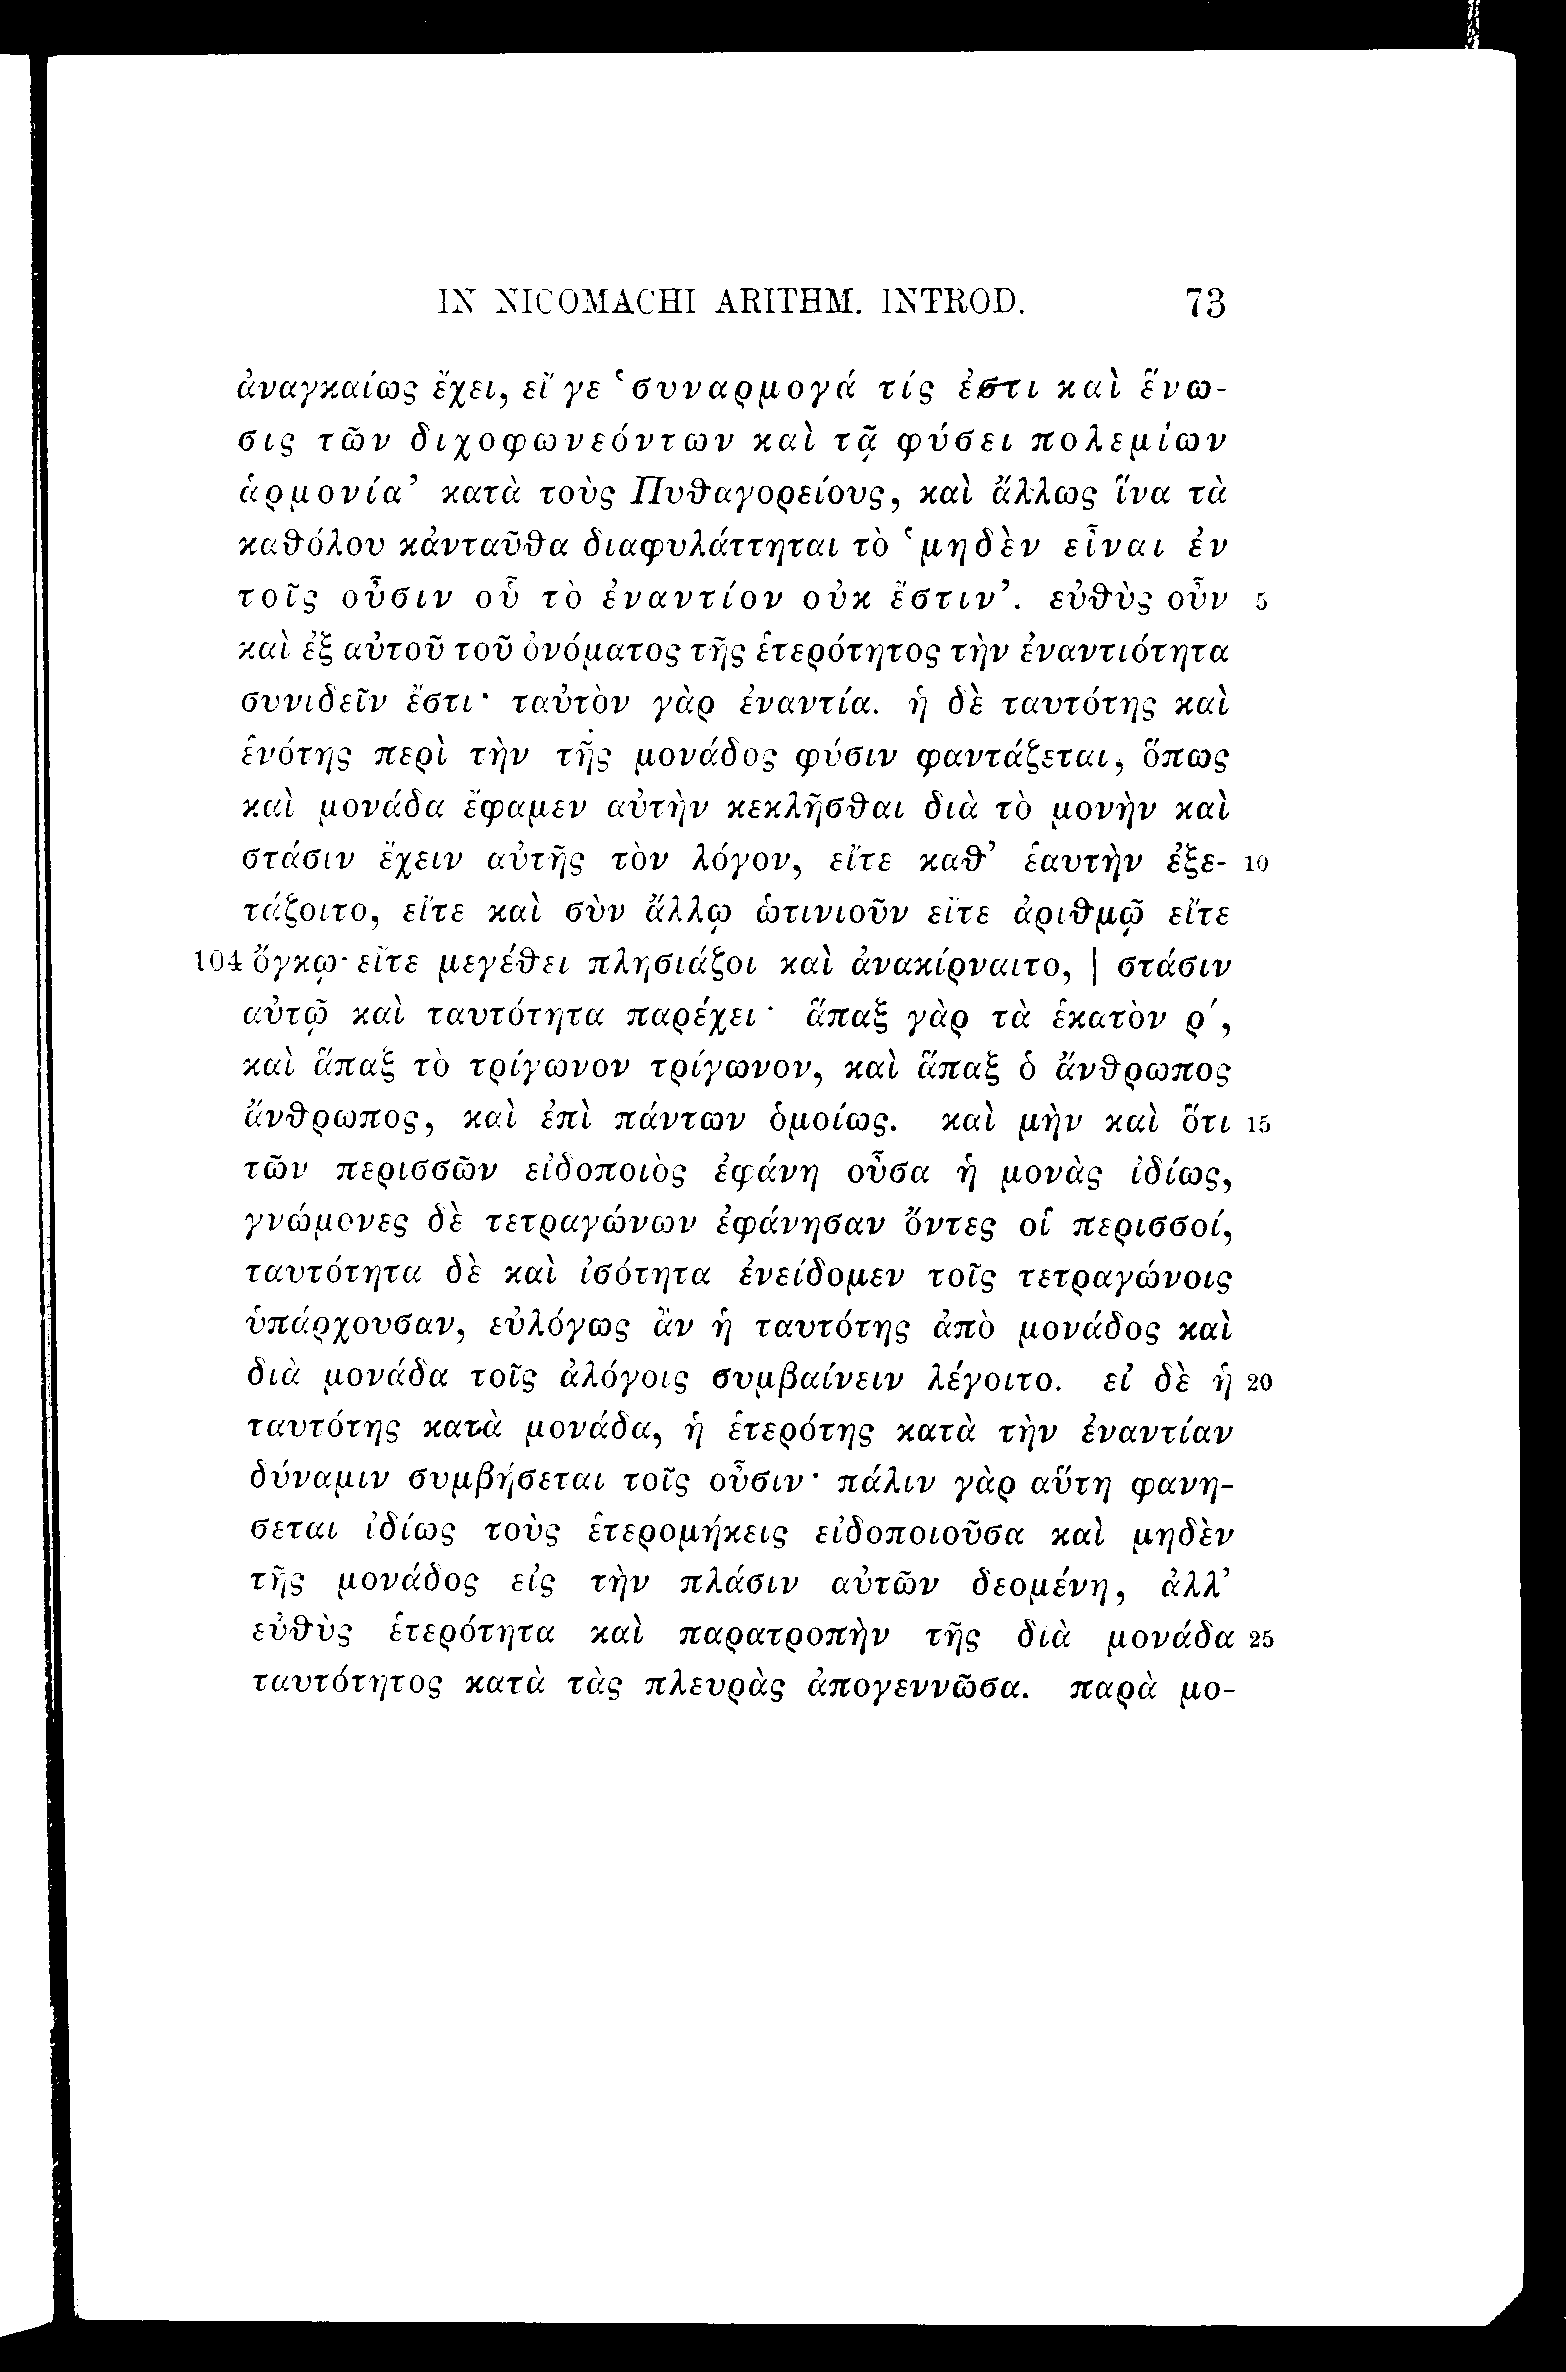 IN NICOMACHI ARITHM. INTROD. 73
ἀναγκαίως ἔχει, εἴ γε ʽσυναρμογά τίς ἐστι καὶ ἕνω-
σις τῶν διχοφωνεόντων καὶ τᾷ φύσει πολεμίων
ἁρμονία’ κατὰ τοὺς Πυθαγορείους, καὶ ἄλλως ἵνα τὰ
καθόλου κἀνταῦθα διαφυλάττηται τὸ ʽμηδὲν εἶναι ἐν
τοῖς οὖσιν οὗ τὸ ἐναντίον οὐκ ἔστιν’. εὐθὺς οὖν 5
καὶ ἐξ αὐτοῦ τοῦ ὀνόματος τῆς ἑτερότητος τὴν ἐναντιότητα
συνιδεῖν ἔστι· ταὐτὸν γὰρ ἐναντία. ἡ δὲ ταυτότης καὶ
ἑνότης περὶ τὴν τῆς μονάδος φύσιν φαντάζεται, ὅπως
καὶ μονάδα ἔφαμεν αὐτὴν κεκλῆσθαι διὰ τὸ μονὴν καὶ
στάσιν ἔχειν αὐτῆς τὸν λόγον, εἴτε καθ’ ἑαυτὴν ἐξε- 10
τάζοιτο, εἴτε καὶ σὺν ἄλλῳ ᾡτινιοῦν εἴτε ἀριθμῷ εἴτε
104 ὄγκῳ· εἴτε μεγέθει πλησιάζοι καὶ ἀνακίρναιτο, | στάσιν
αὐτῷ καὶ ταυτότητα παρέχει· ἅπαξ γὰρ τὰ ἑκατὸν ρʹ,
καὶ ἅπαξ τὸ τρίγωνον τρίγωνον, καὶ ἅπαξ ὁ ἄνθρωπος
ἄνθρωπος, καὶ ἐπὶ πάντων ὁμοίως. καὶ μὴν καὶ ὅτι 15
τῶν περισσῶν εἰδοποιὸς ἐφάνη οὖσα ἡ μονὰς ἰδίως,
γνώμονες δὲ τετραγώνων ἐφάνησαν ὄντες οἱ περισσοί,
ταυτότητα δὲ καὶ ἰσότητα ἐνείδομεν τοῖς τετραγώνοις
ὑπάρχουσαν, εὐλόγως ἂν ἡ ταυτότης ἀπὸ μονάδος καὶ
διὰ μονάδα τοῖς ἀλόγοις συμβαίνειν λέγοιτο. εἰ δὲ ἡ 20
ταυτότης κατὰ μονάδα, ἡ ἑτερότης κατὰ τὴν ἐναντίαν
δύναμιν συμβήσεται τοῖς οὖσιν· πάλιν γὰρ αὕτη φανη-
σεται ἰδίως τοὺς ἑτερομήκεις εἰδοποιοῦσα καὶ μηδὲν
τῆς μονάδος εἰς τὴν πλάσιν αὐτῶν δεομένη, ἀλλ’
εὐθὺς ἑτερότητα καὶ παρατροπὴν τῆς διὰ μονάδα 25
ταυτότητος κατὰ τὰς πλευρὰς ἀπογεννῶσα. παρὰ μο-